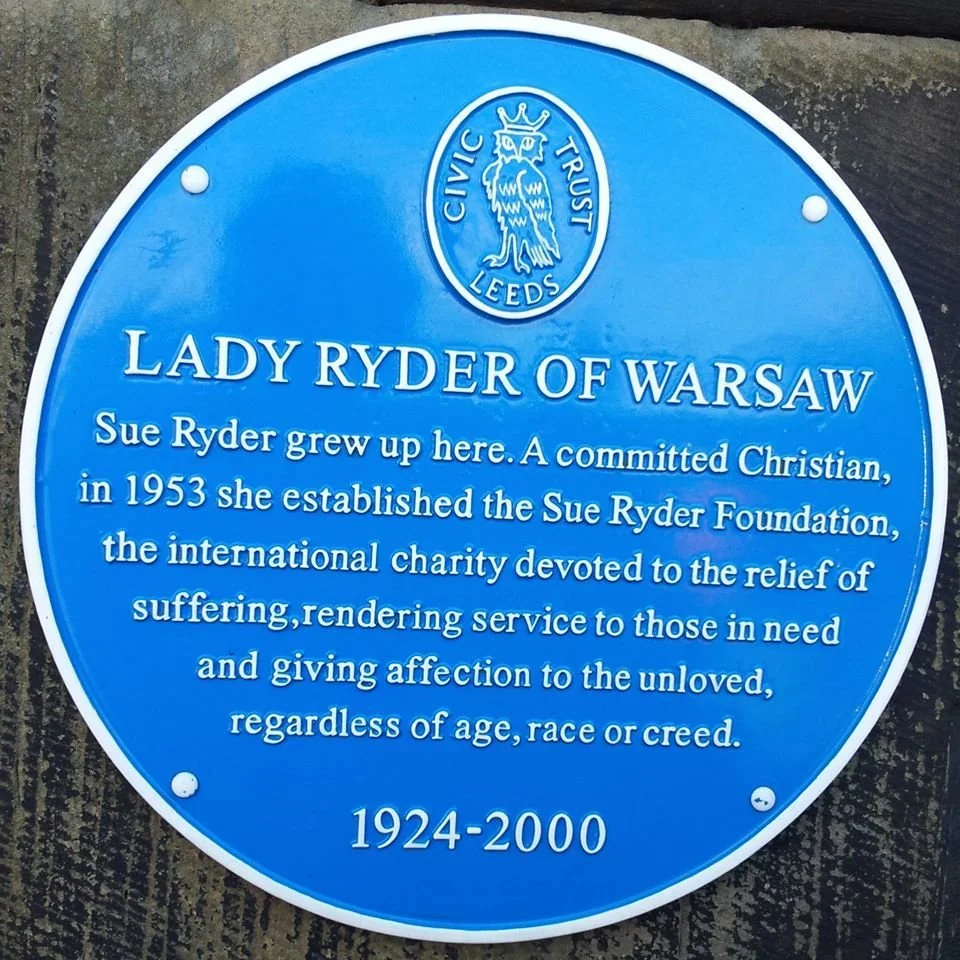 CIVIC TRUST
LEEDS
LADY RYDER OF WARSAW
Sue Ryder grew up here. A committed Christian,
in 1953 she established the Sue Ryder Foundation,
the international charity devoted to the relief of
suffering, rendering service to those in need
and giving affection to the unloved,
regardless of age, race or creed.
1924-2000